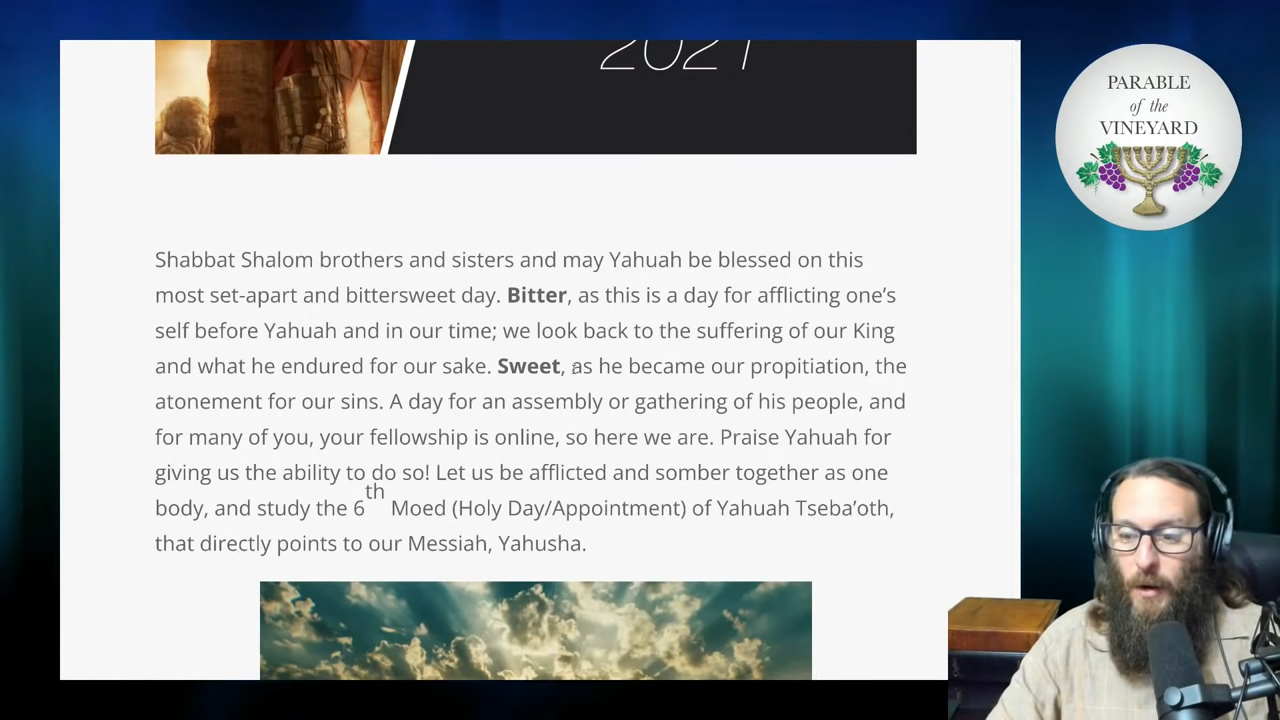 2021
PARABLE
of the
VINEYARD
Shabbat Shalom brothers and sisters and may Yahuah be blessed on this
most set-apart and bittersweet day. Bitter, as this is a day for afflicting one’s
self before Yahuah and in our time; we look back to the suffering of our King
and what he endured for our sake. Sweet, as he became our propitiation, the
atonement for our sins. A day for an assembly or gathering of his people, and
for many of you, your fellowship is online, so here we are. Praise Yahuah for
giving us the ability to do so! Let us be afflicted and somber together as one
body, and study the 6th Moed (Holy Day/Appointment) of Yahuah Tseba’oth,
that directly points to our Messiah, Yahusha.